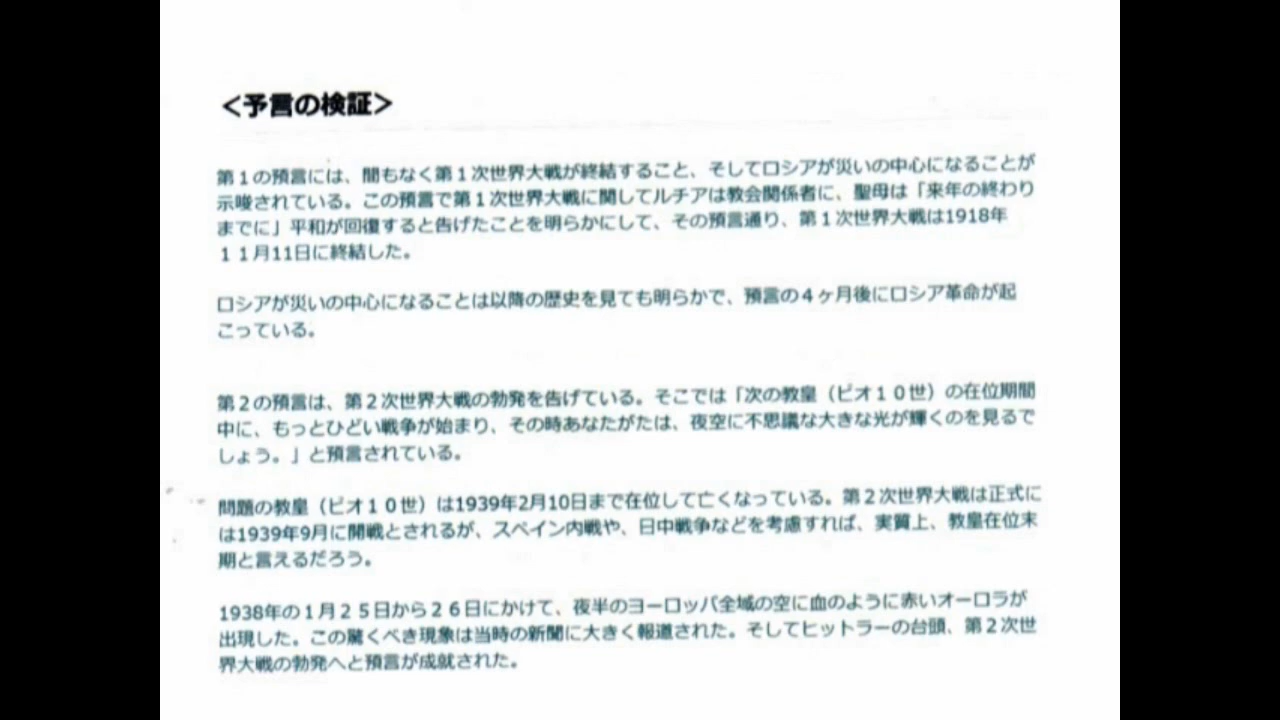 ＜予言の検証＞
第１の預言には、間もなく第１次世界大戦が終結すること、そしてロシアが災いの中心になることが
示唆されている。この預言で第１次世界大戦に関してルチアは教会関係者に、聖母は「来年の終わり
までに」平和が回復すると告げたことを明らかにして、その預言通り、第１次世界大戦は1918年
１１月11日に終結した。
ロシアが災いの中心になることは以降の歴史を見ても明らかで、預言の４ヶ月後にロシア革命が起
こっている。
第２の預言は、第２次世界大戦の勃発を告げている。そこでは「次の教皇（ピオ１０世）の在位期間
中に、もっとひどい戦争が始まり、その時あなたがたは、夜空に不思議な大きな光が輝くのを見るで
しょう。」と預言されている。
問題の教皇（ピオ１０世）は1939年2月10日まで在位して亡くなっている。第２次世界大戦は正式に
は1939年9月に開戦とされるが、スペイン内戦や、日中戦争などを考慮すれば、実質上、教皇在位末
期と言えるだろう。
1938年の１月２５日から２６日にかけて、夜半のヨーロッパ全域の空に血のように赤いオーロラが
出現した。この驚くべき現象は当時の新聞に大きく報道された。そしてヒットラーの台頭、第２次世
界大戦の勃発へと預言が成就された。